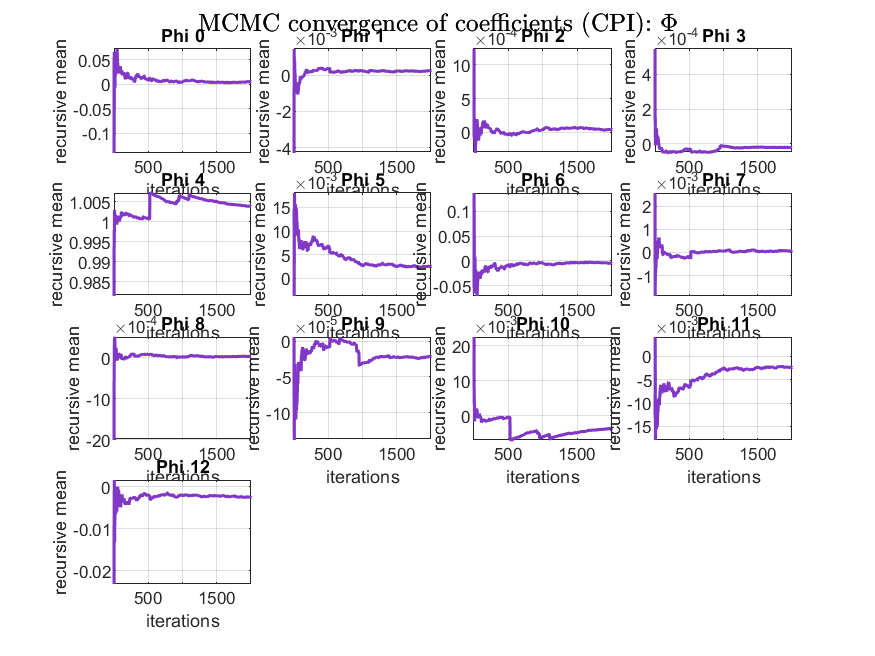 MCMC convergence of coefficients (CPI): Φ
Phi 0
0.05
0
-0.05
-0.1
recursive mean
500 1500
iterations
Phi 1
×10⁻³
0
-2
-4
recursive mean
500 1500
iterations
Phi 2
×10⁻⁴
10
5
0
recursive mean
500 1500
iterations
Phi 3
×10⁻⁴
4
2
0
recursive mean
500 1500
iterations
Phi 4
1.005
1
0.995
0.99
0.985
recursive mean
500 1500
iterations
Phi 5
×10⁻³
15
10
5
0
recursive mean
500 1500
iterations
Phi 6
0.1
0.05
0
-0.05
recursive mean
500 1500
iterations
Phi 7
×10⁻³
2
1
0
-1
recursive mean
500 1500
iterations
Phi 8
×10⁻⁴
0
-10
-20
recursive mean
500 1500
iterations
Phi 9
×10⁻⁵
0
-5
-10
recursive mean
500 1500
iterations
Phi 10
×10⁻³
20
10
0
recursive mean
500 1500
iterations
Phi 11
×10⁻³
0
-5
-10
-15
recursive mean
500 1500
iterations
Phi 12
0
-0.01
-0.02
recursive mean
500 1500
iterations